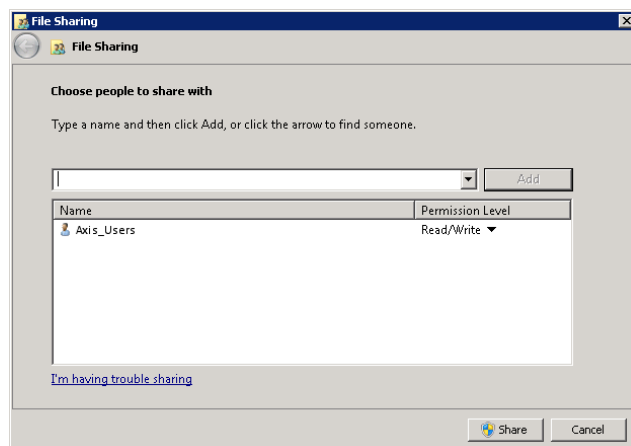 File Sharing
File Sharing
Choose people to share with
Type a name and then click Add, or click the arrow to find someone.
Add
Name Permission Level
Axis_Users Read/Write
I'm having trouble sharing
Share Cancel